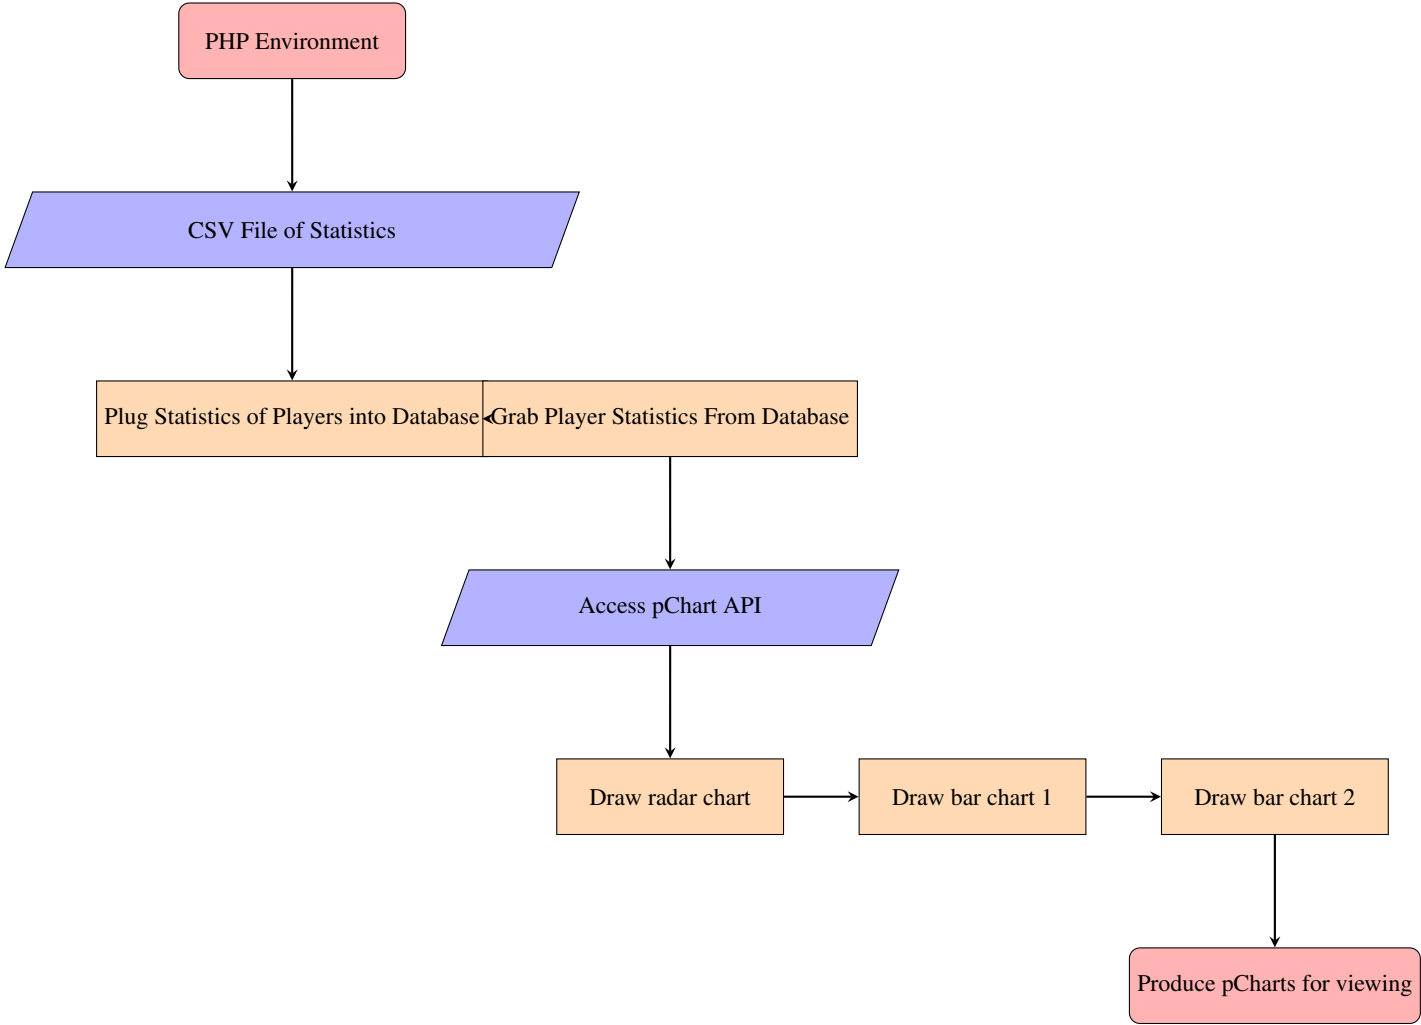 PHP Environment
CSV File of Statistics
Plug Statistics of Players into Database
Grab Player Statistics From Database
Access pChart API
Draw radar chart
Draw bar chart 1
Draw bar chart 2
Produce pCharts for viewing